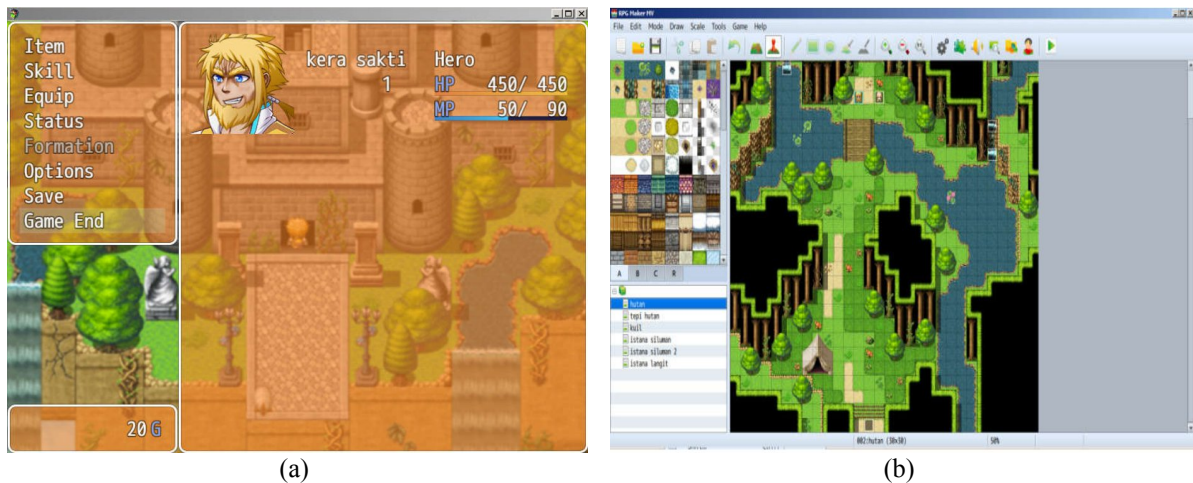 Item
Skill
Equip
Status
Formation
Options
Save
Game End
kera sakti
1
Hero
HP 450/ 450
MP 50/ 90
20 G
(a)
RPG Maker MV
File Edit Mode Draw Scale Tools Game Help
A B C R
hutan
tepi hutan
kuil
istana siluman
istana siluman 2
istana langit
002:hutan (30x30) 50%
(b)